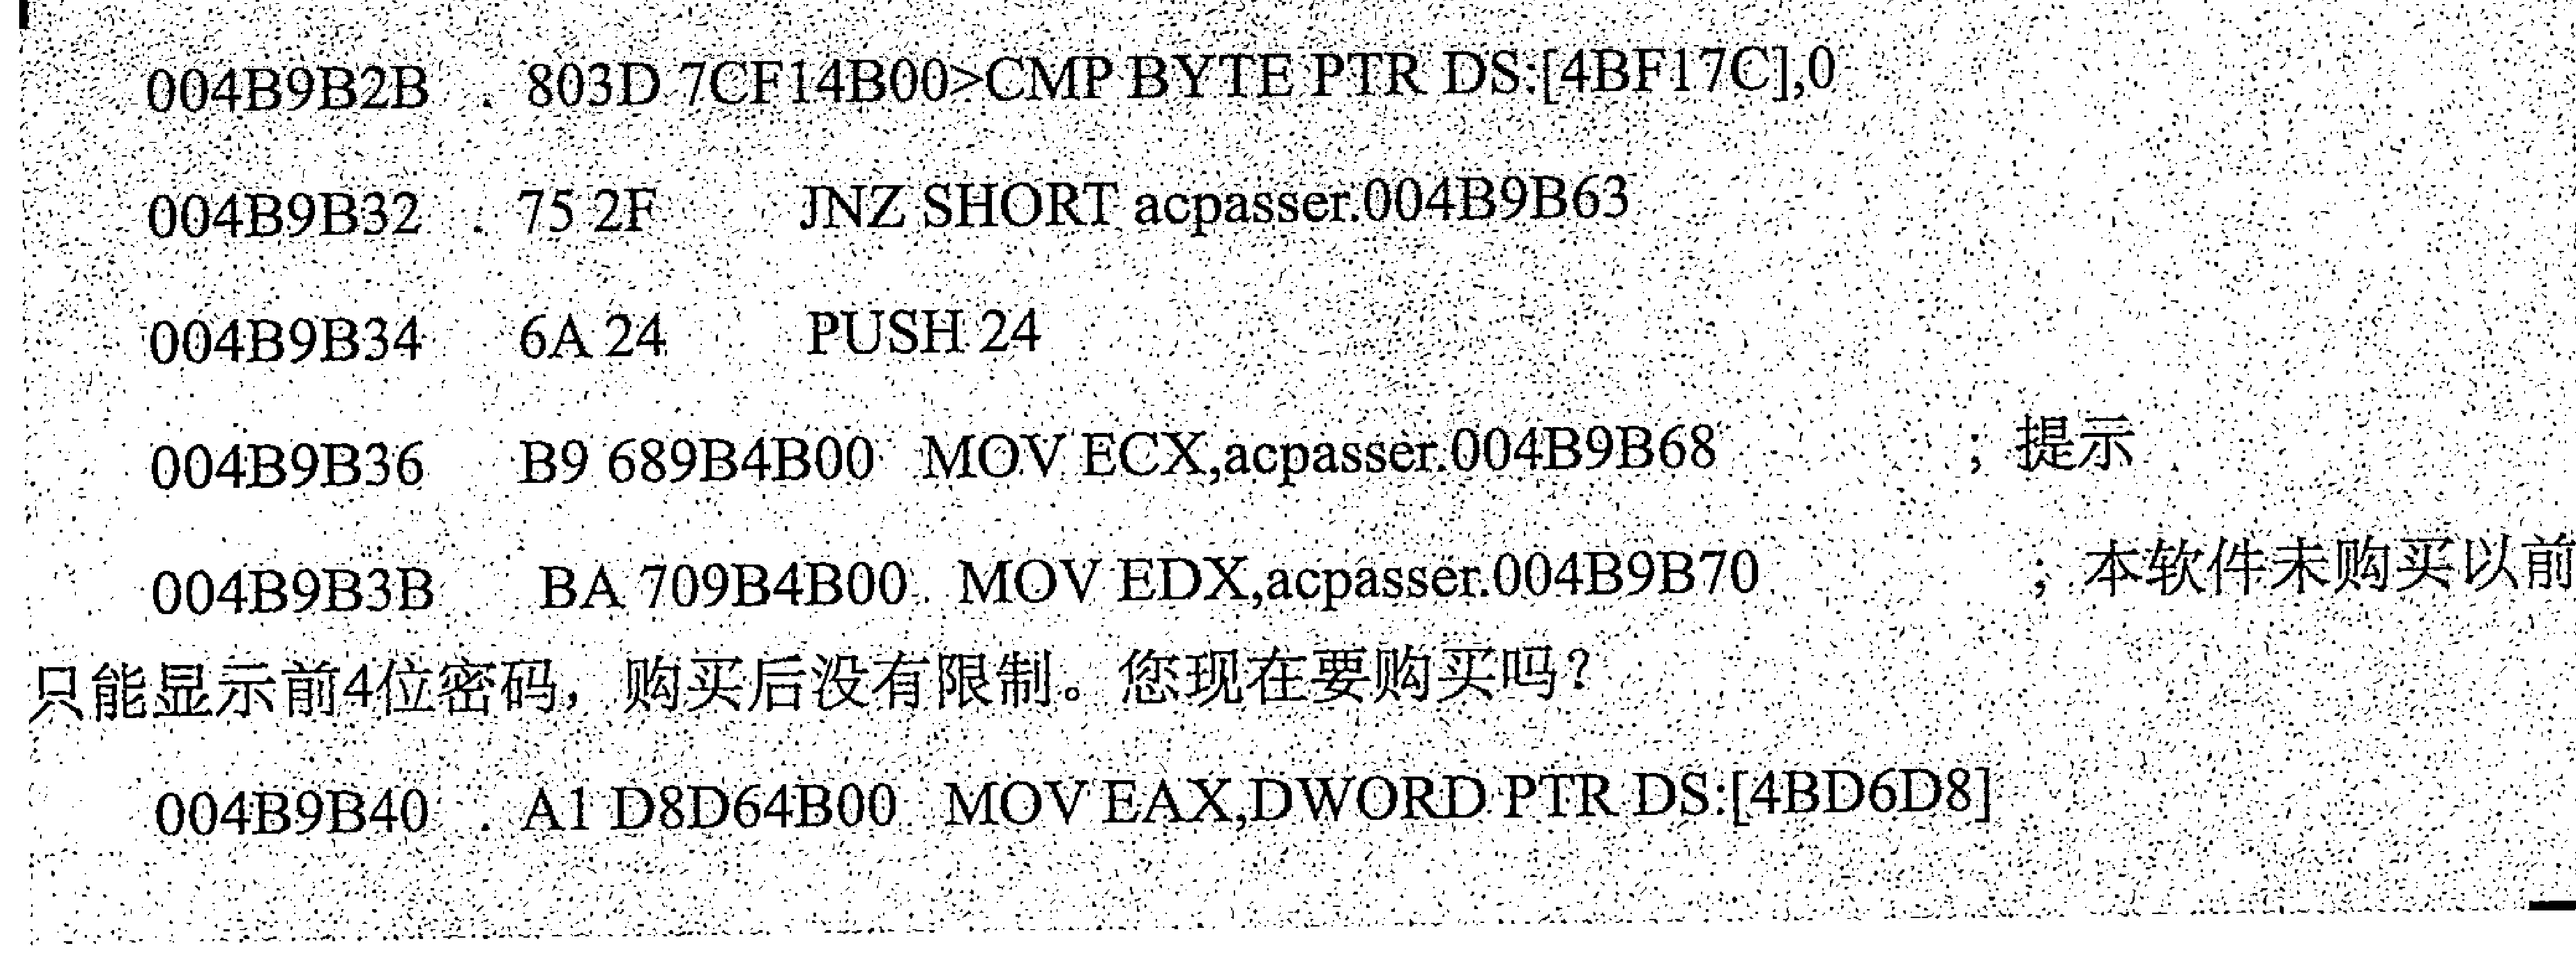 004B9B2B . 803D 7CF14B00>CMP BYTE PTR DS:[4BF17C],0
004B9B32 . 75 2F JNZ SHORT acpasser.004B9B63
004B9B34 6A 24 PUSH 24
004B9B36 B9 689B4B00 MOV ECX,acpasser.004B9B68 ; 提示
004B9B3B BA 709B4B00 MOV EDX,acpasser.004B9B70 ; 本软件未购买以前
只能显示前4位密码，购买后没有限制。您现在要购买吗？
004B9B40 . A1 D8D64B00 MOV EAX,DWORD PTR DS:[4BD6D8]